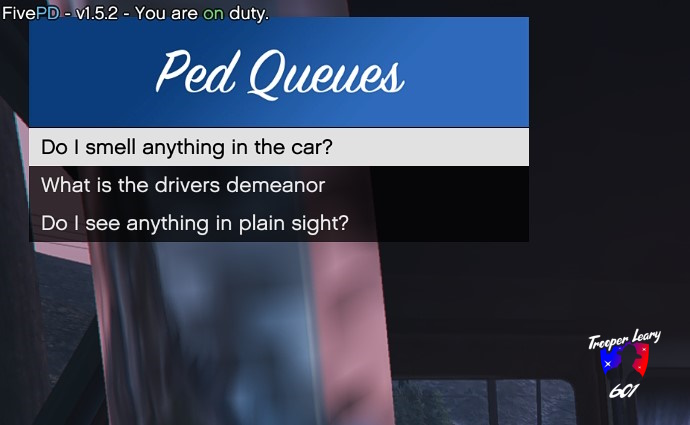 FivePD - v1.5.2 - You are on duty.
Ped Queues
Do I smell anything in the car?
What is the drivers demeanor
Do I see anything in plain sight?
Trooper Leary
601